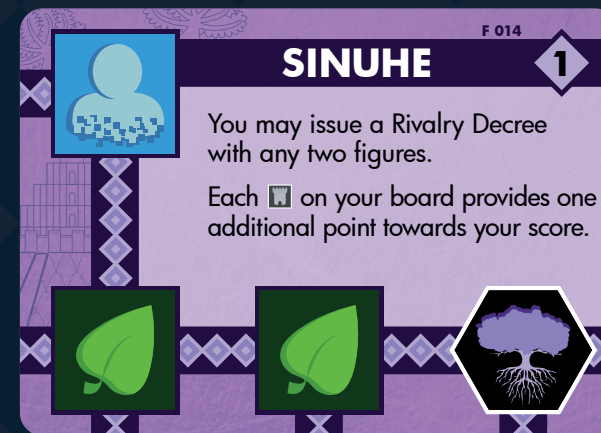 F 014
SINUHE
1
You may issue a Rivalry Decree
with any two figures.
Each on your board provides one
additional point towards your score.